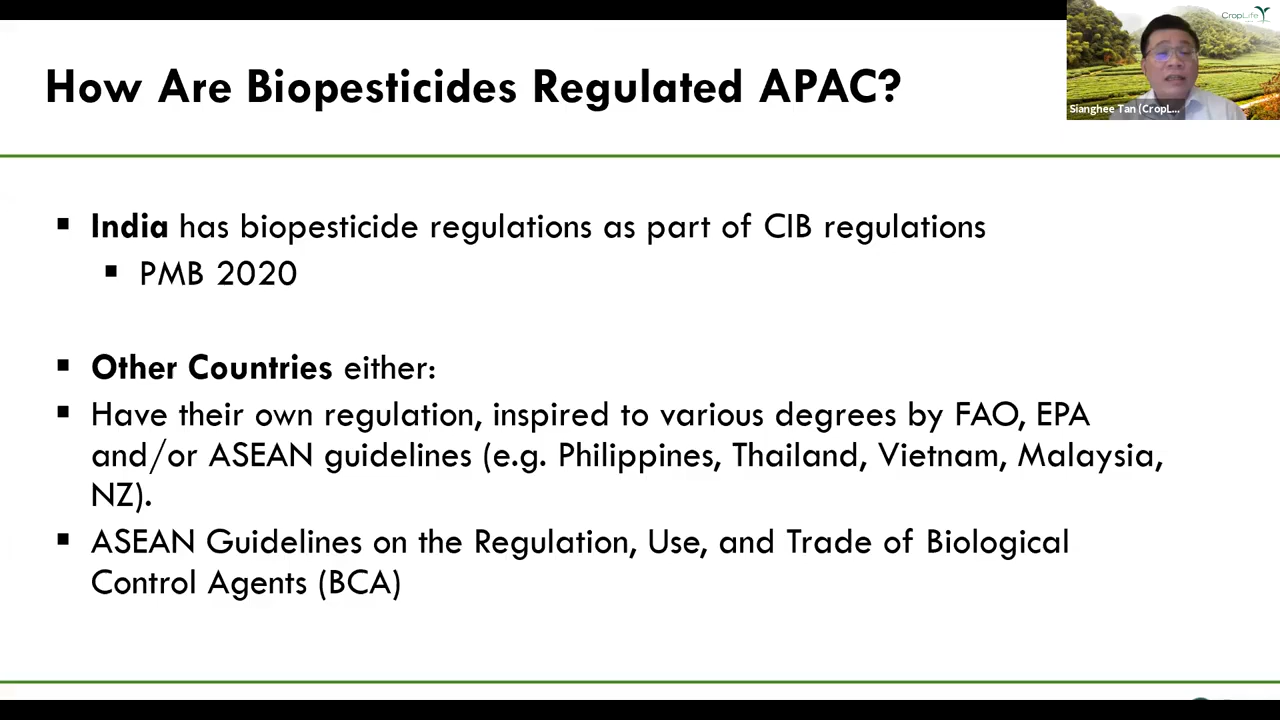 CropLife
How Are Biopesticides Regulated APAC?
Sianghee Tan (CropL...
▪ India has biopesticide regulations as part of CIB regulations
▪ PMB 2020
▪ Other Countries either:
▪ Have their own regulation, inspired to various degrees by FAO, EPA
and/or ASEAN guidelines (e.g. Philippines, Thailand, Vietnam, Malaysia,
NZ).
▪ ASEAN Guidelines on the Regulation, Use, and Trade of Biological
Control Agents (BCA)